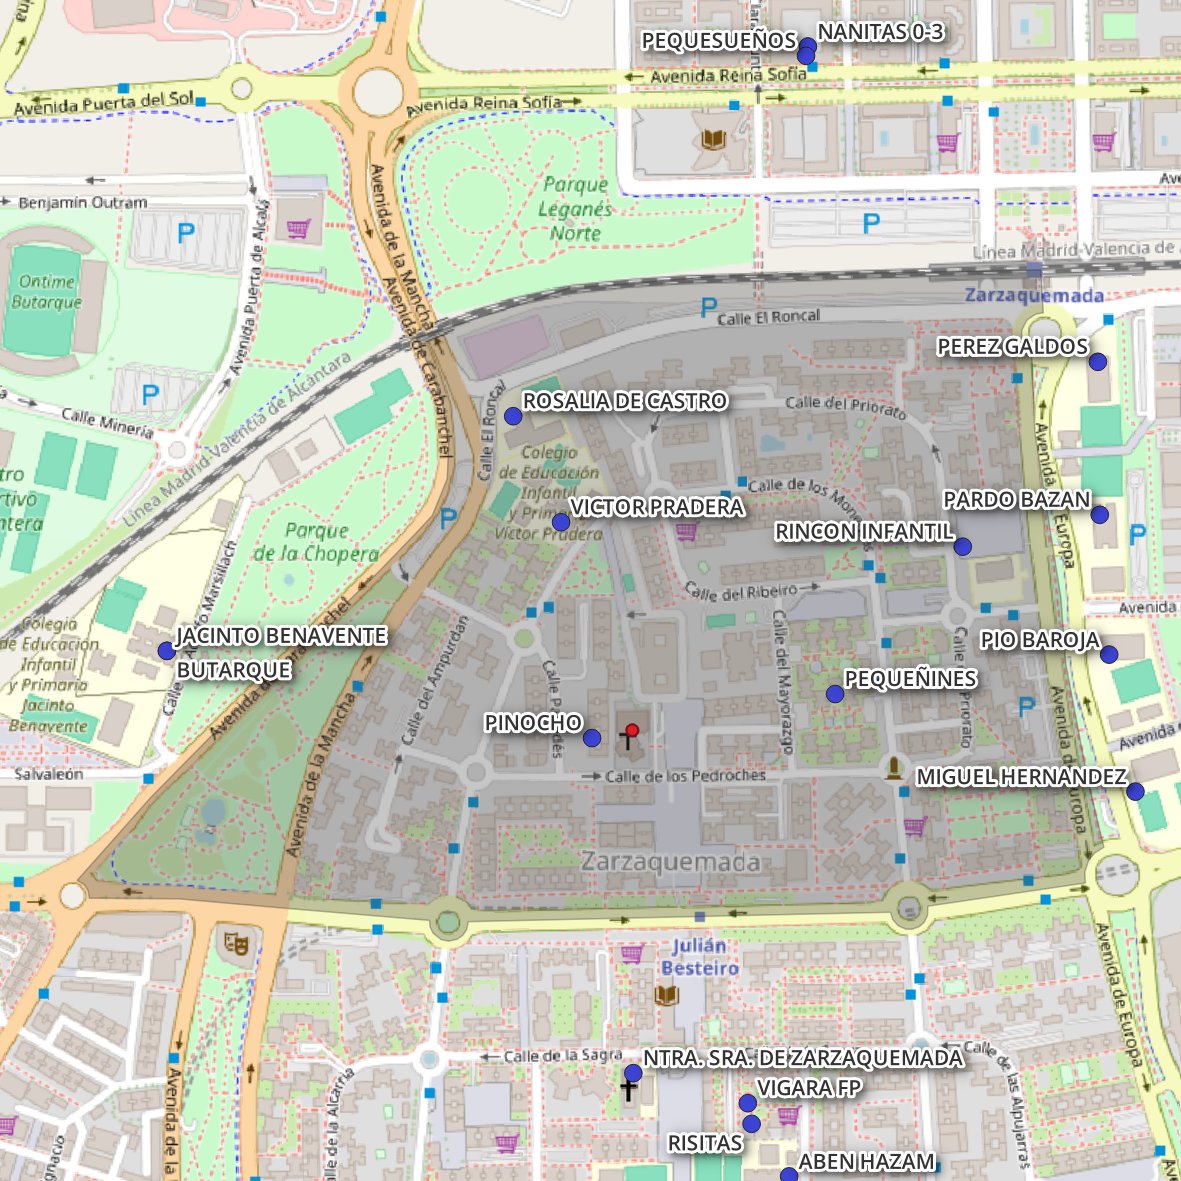 NANITAS 0-3
PEQUESUEÑOS
Avenida Reina Sofía
Avenida Puerta del Sol
Avenida Reina Sofía
Benjamín Outram
Avenida Puerta de Alcalá
Avenida de la Mancha
Parque
Leganés
Norte
P
P
Ontime
Butarque
Línea Madrid-Valencia de
Zarzaquemada
P
Calle El Roncal
Avenida de Carabanchel
PEREZ GALDOS
P
Calle Minería
Línea Madrid-Valencia de Alcántara
Calle El Roncal
ROSALIA DE CASTRO
Calle del Priorato
Colegio
de Educación
Infantil
y Primaria
Víctor Pradera
VICTOR PRADERA
Calle de los
PARDO BAZAN
RINCON INFANTIL
Avenida de Europa
P
P
Parque
de la Chopera
Calle del Ribeiro
Avenida
Colegio
de Educación
Infantil
y Primaria
Jacinto
Benavente
Marsillach
JACINTO BENAVENTE
BUTARQUE
Calle del Ampurdan
Calle del Mayorazgo
Calle del Priorato
PIO BAROJA
PEQUEÑINES
P
PINOCHO
Avenida de la Mancha
Avenida de Europa
Salvaleón
Calle de los Pedroches
MIGUEL HERNANDEZ
Zarzaquemada
Julián
Besteiro
Avenida de Europa
Calle de la Sagra
NTRA. SRA. DE ZARZAQUEMADA
Calle de las Alpujarras
VIGARA FP
RISITAS
ABEN HAZAM
Calle de la Alcarria
Avenida de la